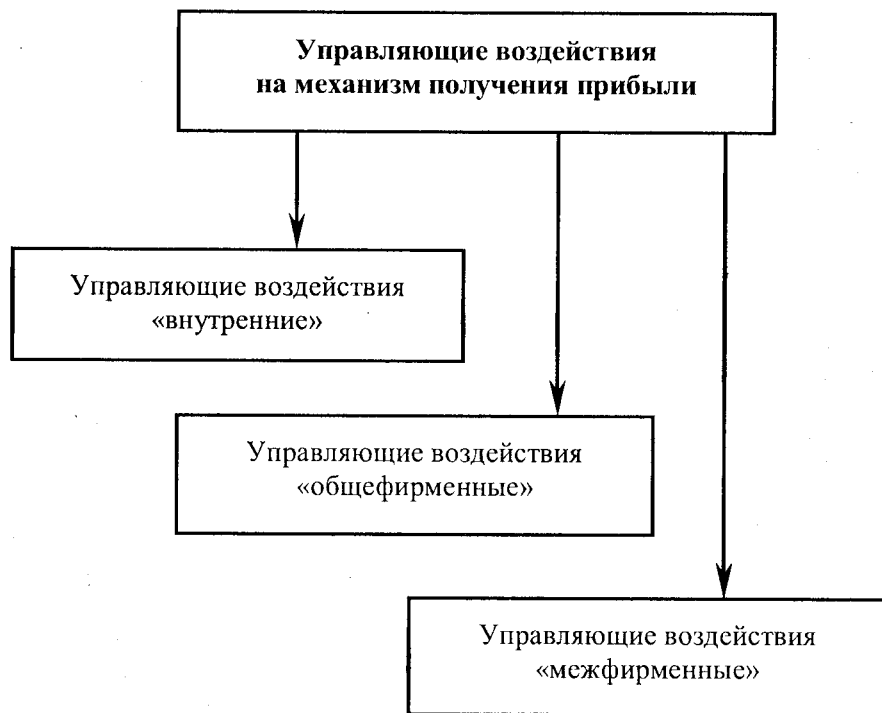 Управляющие воздействия
на механизм получения прибыли
Управляющие воздействия
«внутренние»
Управляющие воздействия
«общефирменные»
Управляющие воздействия
«межфирменные»